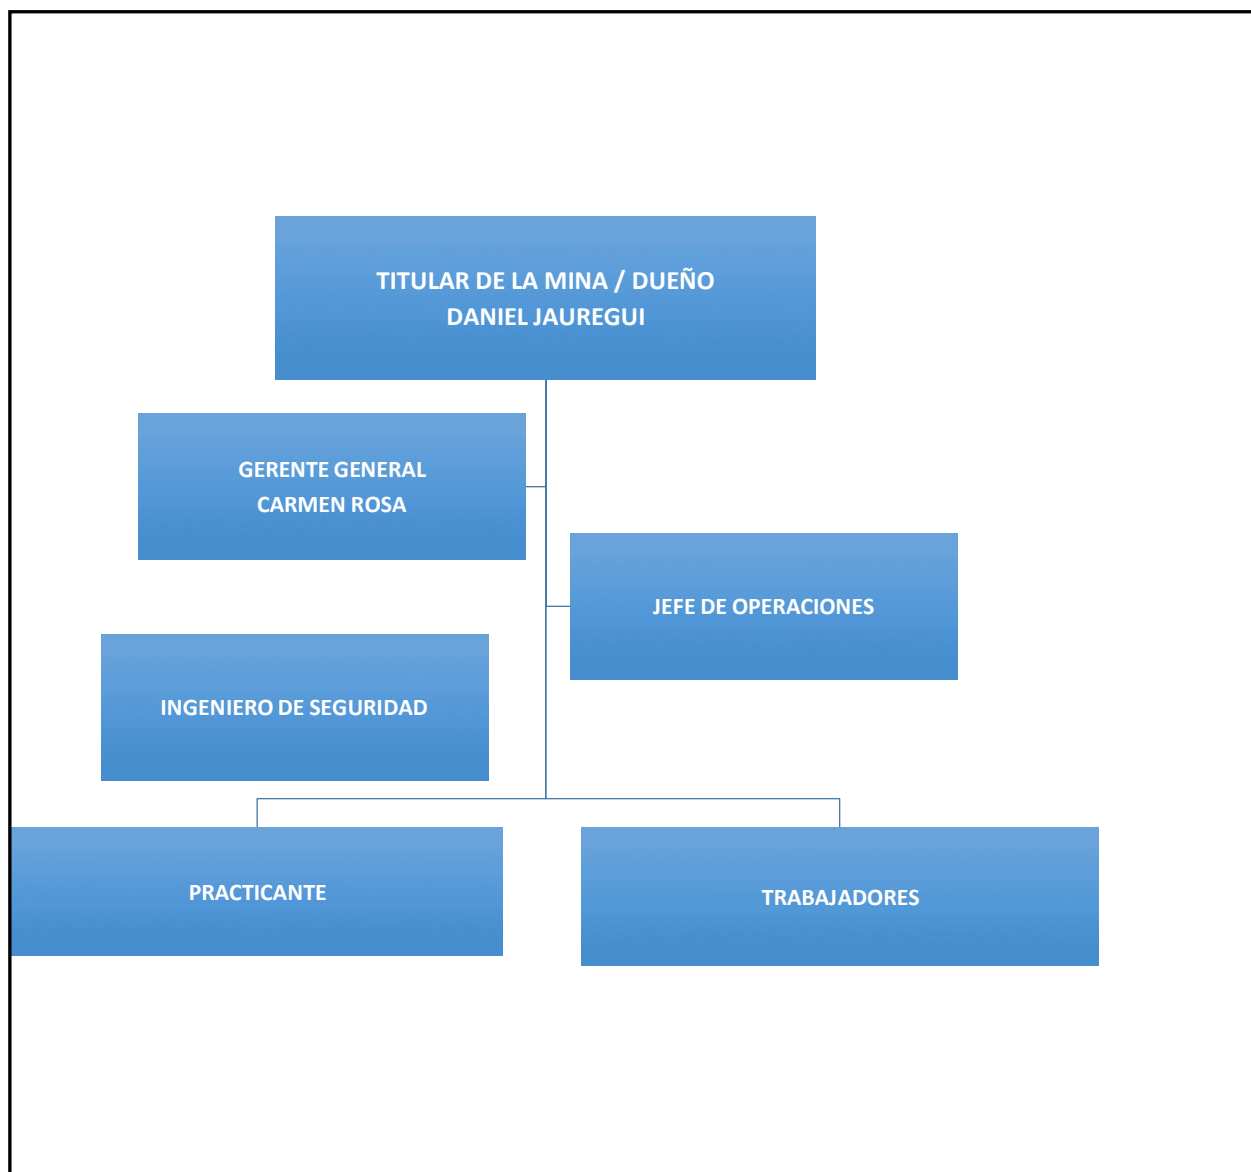 TITULAR DE LA MINA / DUEÑO
DANIEL JAUREGUI
GERENTE GENERAL
CARMEN ROSA
JEFE DE OPERACIONES
INGENIERO DE SEGURIDAD
PRACTICANTE
TRABAJADORES